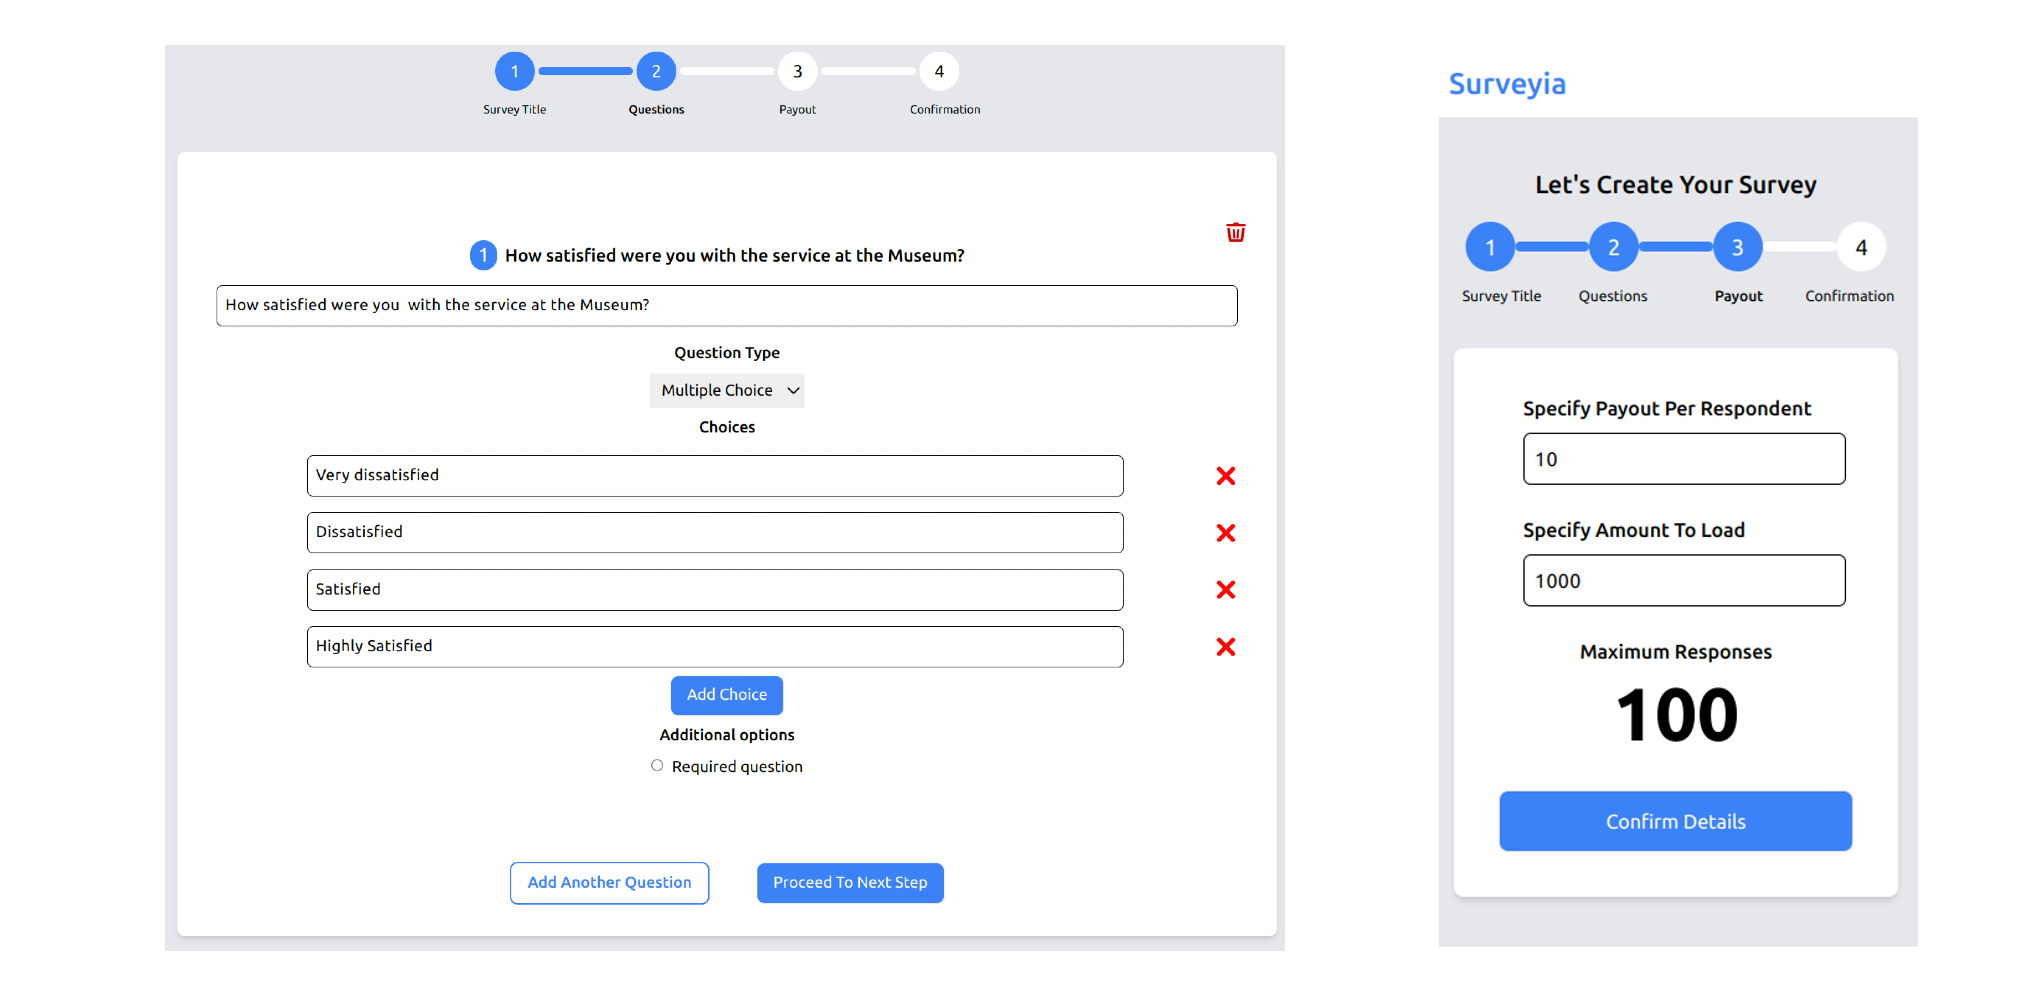 1 2 3 4
Survey Title Questions Payout Confirmation
1 How satisfied were you with the service at the Museum?
How satisfied were you  with the service at the Museum?
Question Type
Multiple Choice
Choices
Very dissatisfied
Dissatisfied
Satisfied
Highly Satisfied
Add Choice
Additional options
Required question
Add Another Question Proceed To Next Step
Surveyia
Let's Create Your Survey
1 2 3 4
Survey Title Questions Payout Confirmation
Specify Payout Per Respondent
10
Specify Amount To Load
1000
Maximum Responses
100
Confirm Details